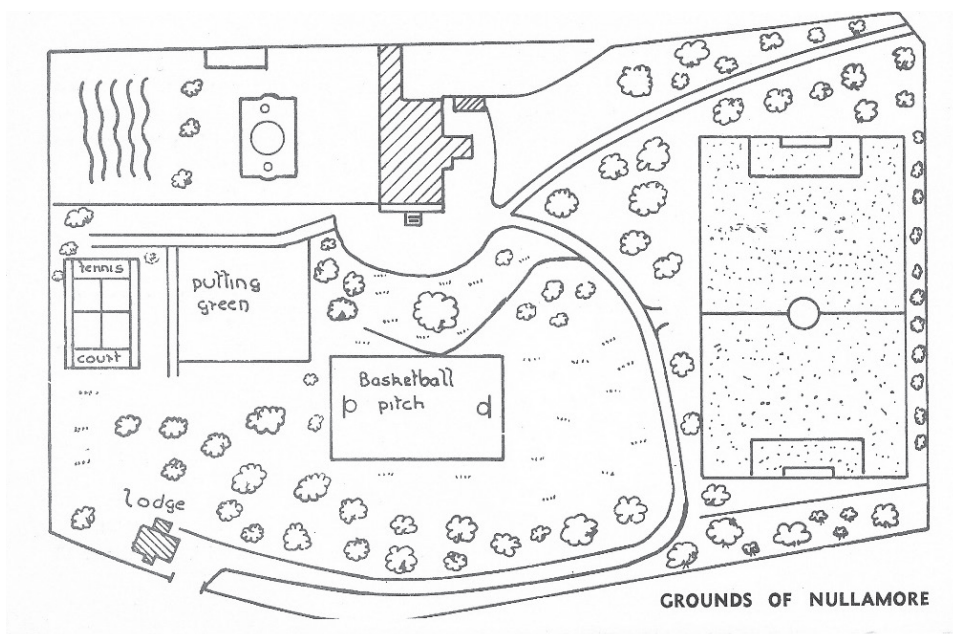 tennis
court
putting
green
Basketball
pitch
lodge
GROUNDS OF NULLAMORE